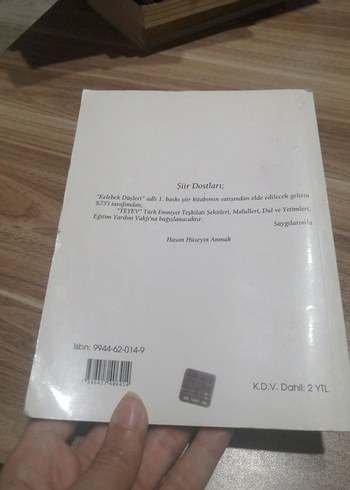 Şiir Dostları;
"Kelebek Düşleri" adlı 1. baskı şiir kitabımın satışından elde edilecek gelirin
%75'i tarafımdan;
"TEYEV" Türk Emniyet Teşkilatı Şehitleri, Malulleri, Dul ve Yetimleri,
Eğitim Yardım Vakfı'na bağışlanacaktır.
Saygılarımla
Hasan Hüseyin Anmak
Isbn: 9944-62-014-9
K.D.V. Dahil: 2 YTL